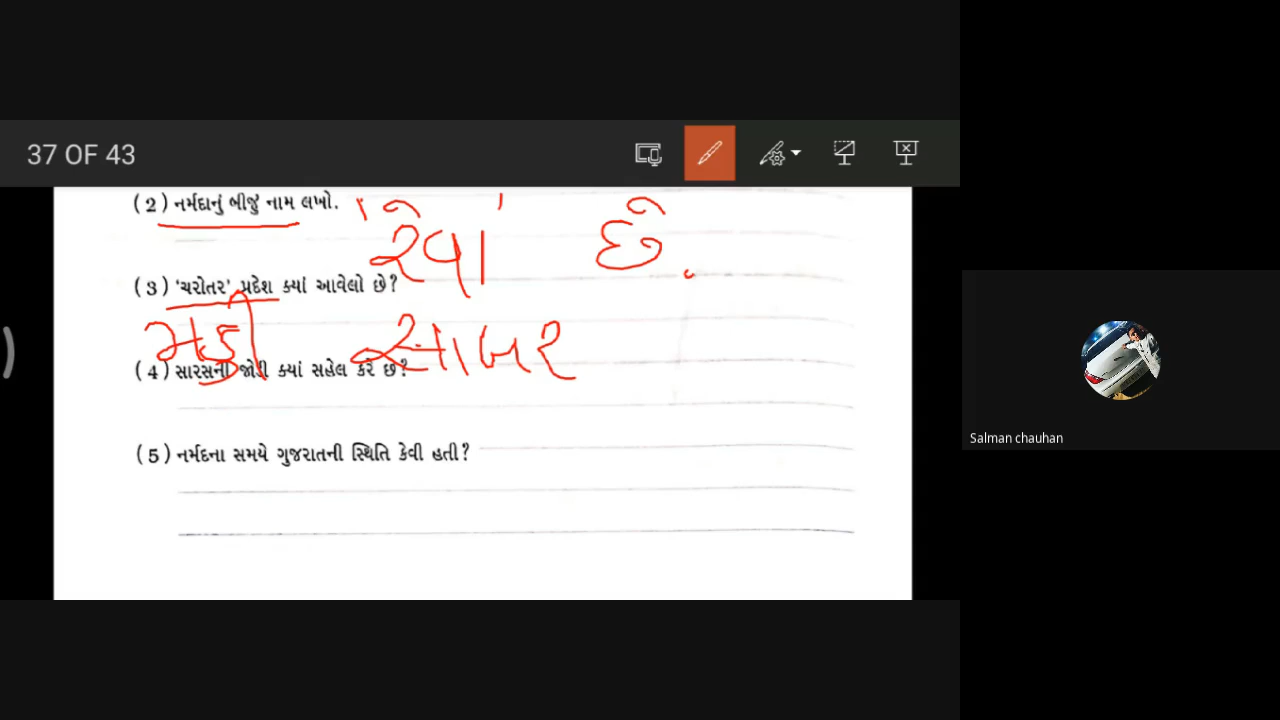 37 OF 43
(2) નર્મદાનું બીજું નામ લખો.
રેવા છે.
(3) 'ચરોતર' પ્રદેશ ક્યાં આવેલો છે?
મહી સાબર
(4) સારસની જોડી ક્યાં સહેલ કરે છે?
(5) નર્મદના સમયે ગુજરાતની સ્થિતિ કેવી હતી?
Salman chauhan